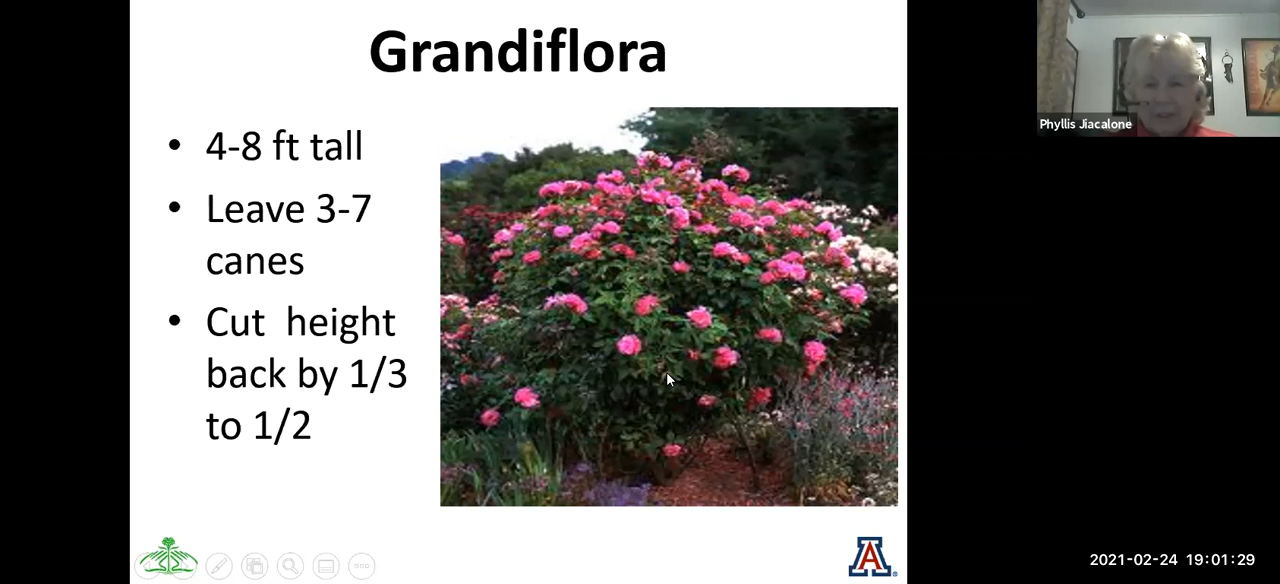 Grandiflora
• 4-8 ft tall
• Leave 3-7
canes
• Cut  height
back by 1/3
to 1/2
Phyllis Jiacalone
A
2021-02-24 19:01:29